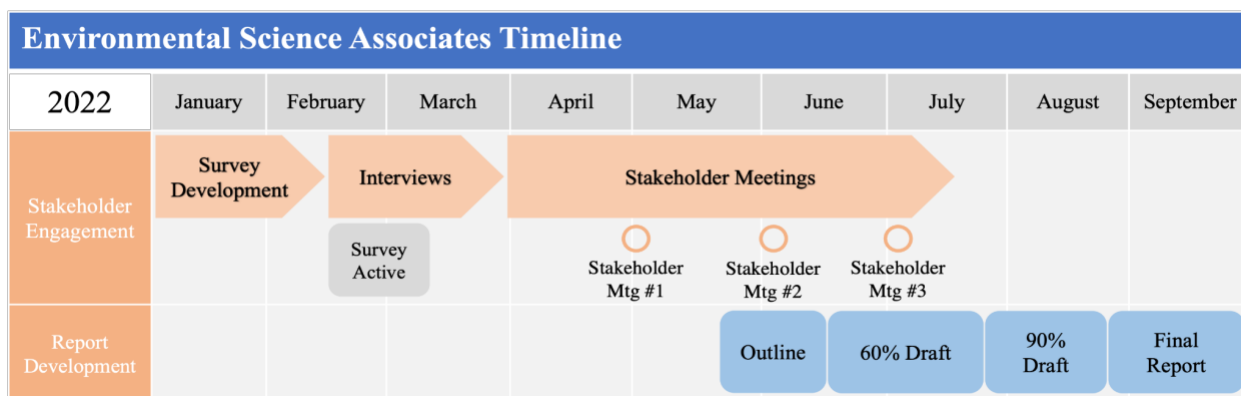 Environmental Science Associates Timeline
2022
January
February
March
April
May
June
July
August
September
Stakeholder
Engagement
Survey
Development
Interviews
Stakeholder Meetings
Survey
Active
Stakeholder
Mtg #1
Stakeholder
Mtg #2
Stakeholder
Mtg #3
Report
Development
Outline
60% Draft
90%
Draft
Final
Report